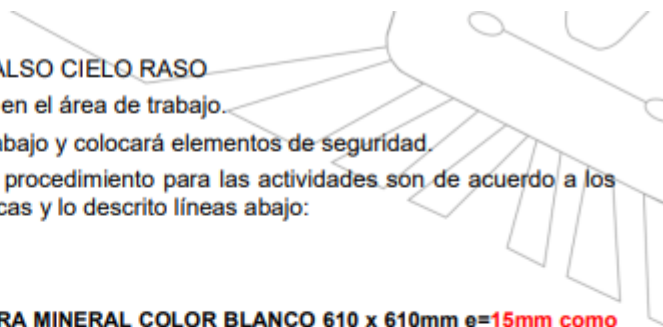 ALSO CIELO RASO
en el área de trabajo.
abajo y colocará elementos de seguridad.
procedimiento para las actividades son de acuerdo a los
cas y lo descrito líneas abajo:
RA MINERAL COLOR BLANCO 610 x 610mm e=15mm como